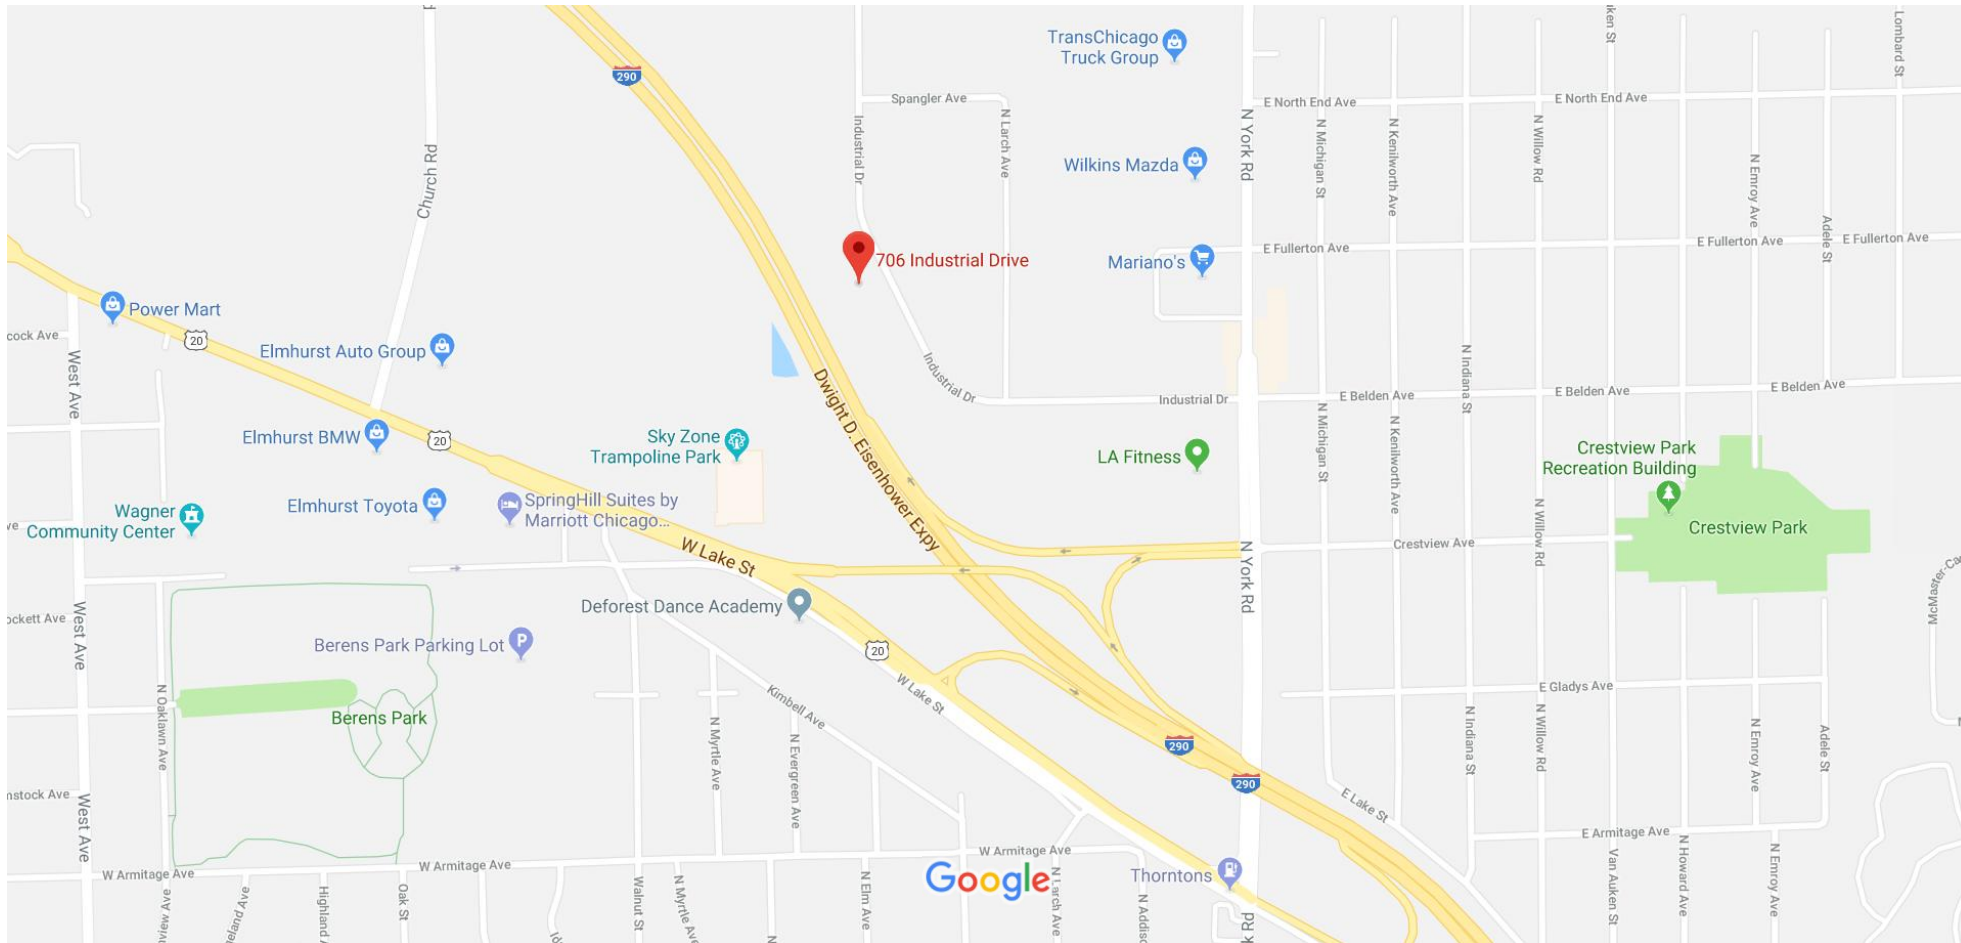 TransChicago
Truck Group
290
Spangler Ave
E North End Ave
E North End Ave
Lombard St
N York Rd
Industrial Dr
N Larch Ave
N Michigan St
N Kenilworth Ave
N Willow Rd
N Emroy Ave
Church Rd
Wilkins Mazda
Adele St
706 Industrial Drive
Mariano's
E Fullerton Ave
E Fullerton Ave
E Fullerton Ave
Power Mart
20
West Ave
Elmhurst Auto Group
Industrial Dr
Industrial Dr
N Indiana St
E Belden Ave
E Belden Ave
E Belden Ave
Dwight D. Eisenhower Expy
Elmhurst BMW
20
Sky Zone
Trampoline Park
LA Fitness
N Michigan St
N Kenilworth Ave
Crestview Park
Recreation Building
Crestview Park
Wagner
Community Center
Elmhurst Toyota
SpringHill Suites by
Marriott Chicago...
W Lake St
N York Rd
Crestview Ave
N Willow Rd
Deforest Dance Academy
West Ave
Berens Park Parking Lot
20
W Lake St
Kimbell Ave
E Gladys Ave
N Oaklawn Ave
Berens Park
N Myrtle Ave
N Evergreen Ave
290
290
N Indiana St
N Willow Rd
N Emroy Ave
Adele St
West Ave
E Lake St
E Armitage Ave
W Armitage Ave
W Armitage Ave
W Armitage Ave
Google
Thorntons
Highland
Oak St
Walnut St
N Myrtle Ave
N Elm Ave
N Larch Ave
Van Auken St
N Howard Ave
N Emroy Ave